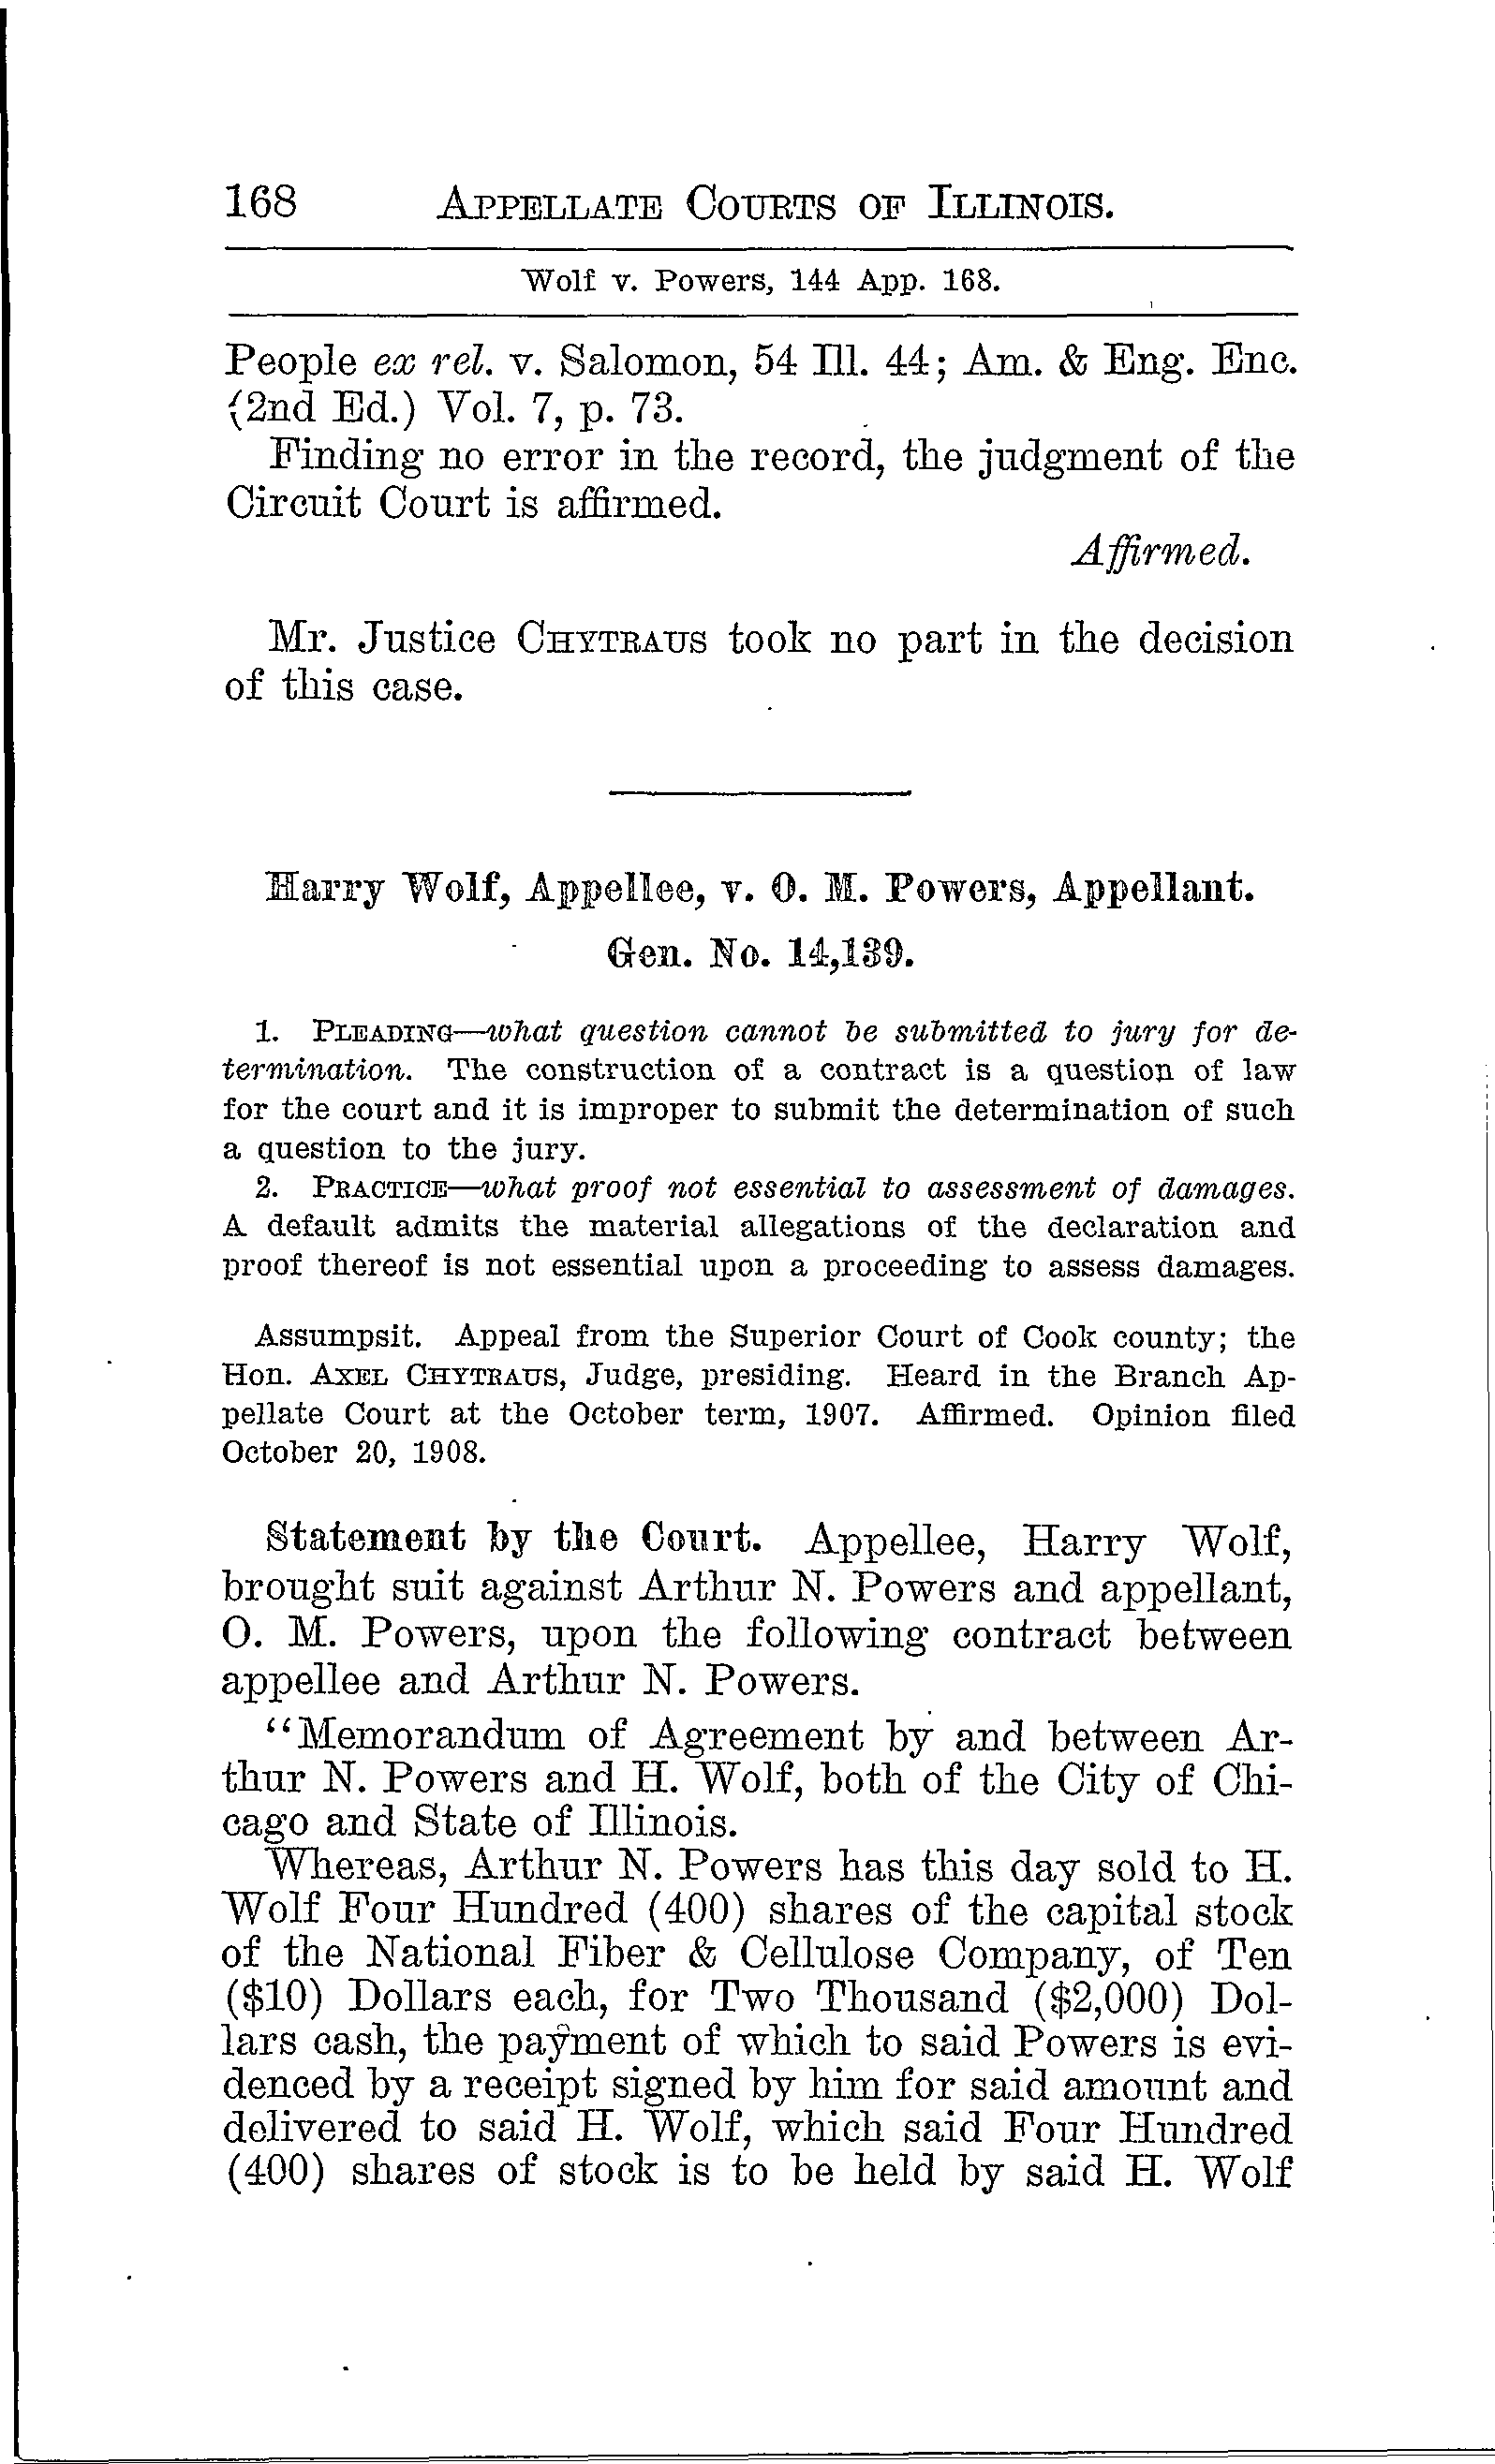 168 APPELLATE COURTS OF ILLINOIS.
Wolf v. Powers, 144 App. 168.
People ex rel. v. Salomon, 54 Ill. 44; Am. & Eng. Enc.
(2nd Ed.) Vol. 7, p. 73.
Finding no error in the record, the judgment of the
Circuit Court is affirmed.
Affirmed.
Mr. Justice CHYTRAUS took no part in the decision
of this case.
Harry Wolf, Appellee, v. O. M. Powers, Appellant.
Gen. No. 14,139.
1. PLEADING—what question cannot be submitted to jury for de-
termination. The construction of a contract is a question of law
for the court and it is improper to submit the determination of such
a question to the jury.
2. PRACTICE—what proof not essential to assessment of damages.
A default admits the material allegations of the declaration and
proof thereof is not essential upon a proceeding to assess damages.
Assumpsit. Appeal from the Superior Court of Cook county; the
Hon. AXEL CHYTRAUS, Judge, presiding. Heard in the Branch Ap-
pellate Court at the October term, 1907. Affirmed. Opinion filed
October 20, 1908.
Statement by the Court. Appellee, Harry Wolf,
brought suit against Arthur N. Powers and appellant,
O. M. Powers, upon the following contract between
appellee and Arthur N. Powers.
"Memorandum of Agreement by and between Ar-
thur N. Powers and H. Wolf, both of the City of Chi-
cago and State of Illinois.
Whereas, Arthur N. Powers has this day sold to H.
Wolf Four Hundred (400) shares of the capital stock
of the National Fiber & Cellulose Company, of Ten
($10) Dollars each, for Two Thousand ($2,000) Dol-
lars cash, the payment of which to said Powers is evi-
denced by a receipt signed by him for said amount and
delivered to said H. Wolf, which said Four Hundred
(400) shares of stock is to be held by said H. Wolf